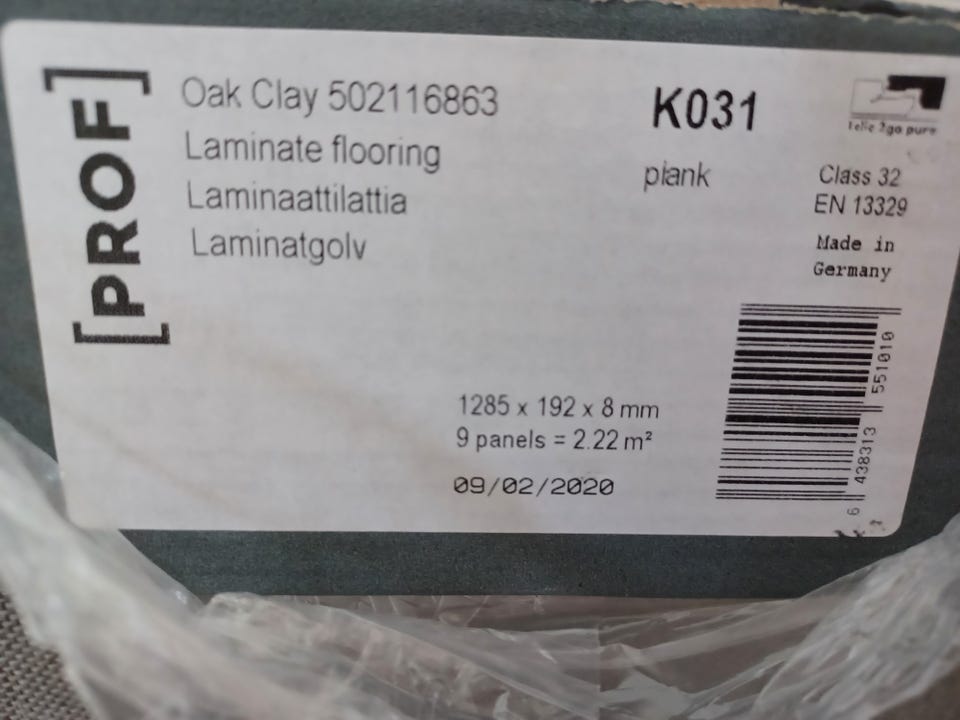 [PROF]
Oak Clay 502116863
Laminate flooring
Laminaattilattia
Laminatgolv
K031
plank
Class 32
EN 13329
Made in
Germany
1285 x 192 x 8 mm
9 panels = 2.22 m²
09/02/2020
6 438313 551010